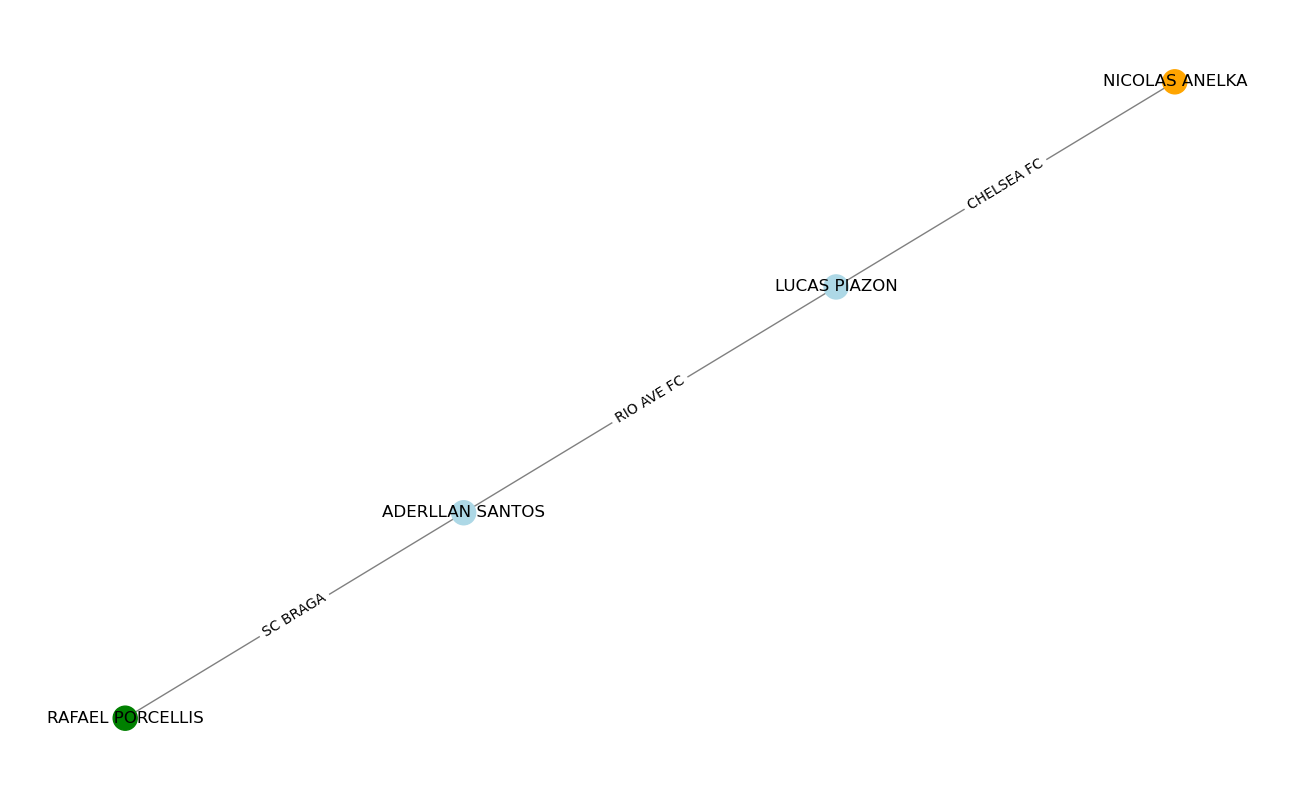 NICOLAS ANELKA
CHELSEA FC
LUCAS PIAZON
RIO AVE FC
ADERLLAN SANTOS
SC BRAGA
RAFAEL PORCELLIS